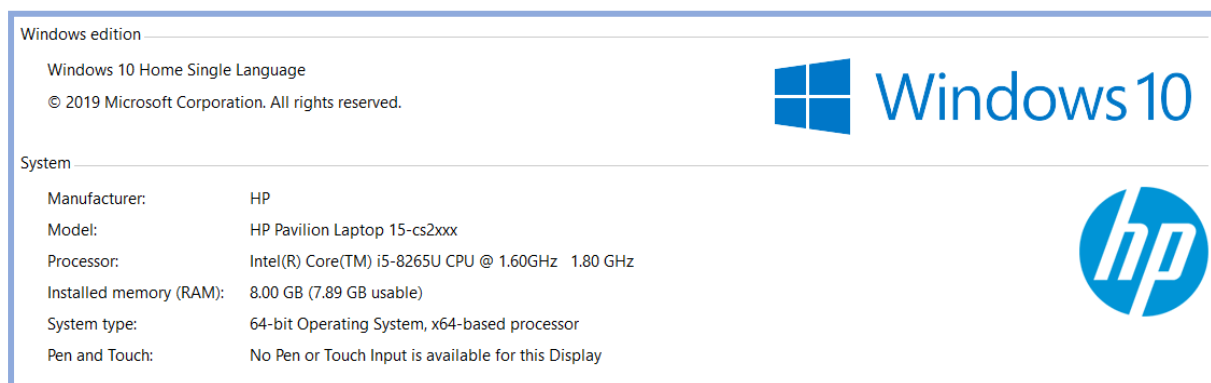 Windows edition
Windows 10 Home Single Language
© 2019 Microsoft Corporation. All rights reserved.
Windows 10
System
Manufacturer: HP
Model: HP Pavilion Laptop 15-cs2xxx
Processor: Intel(R) Core(TM) i5-8265U CPU @ 1.60GHz 1.80 GHz
Installed memory (RAM): 8.00 GB (7.89 GB usable)
System type: 64-bit Operating System, x64-based processor
Pen and Touch: No Pen or Touch Input is available for this Display
hp